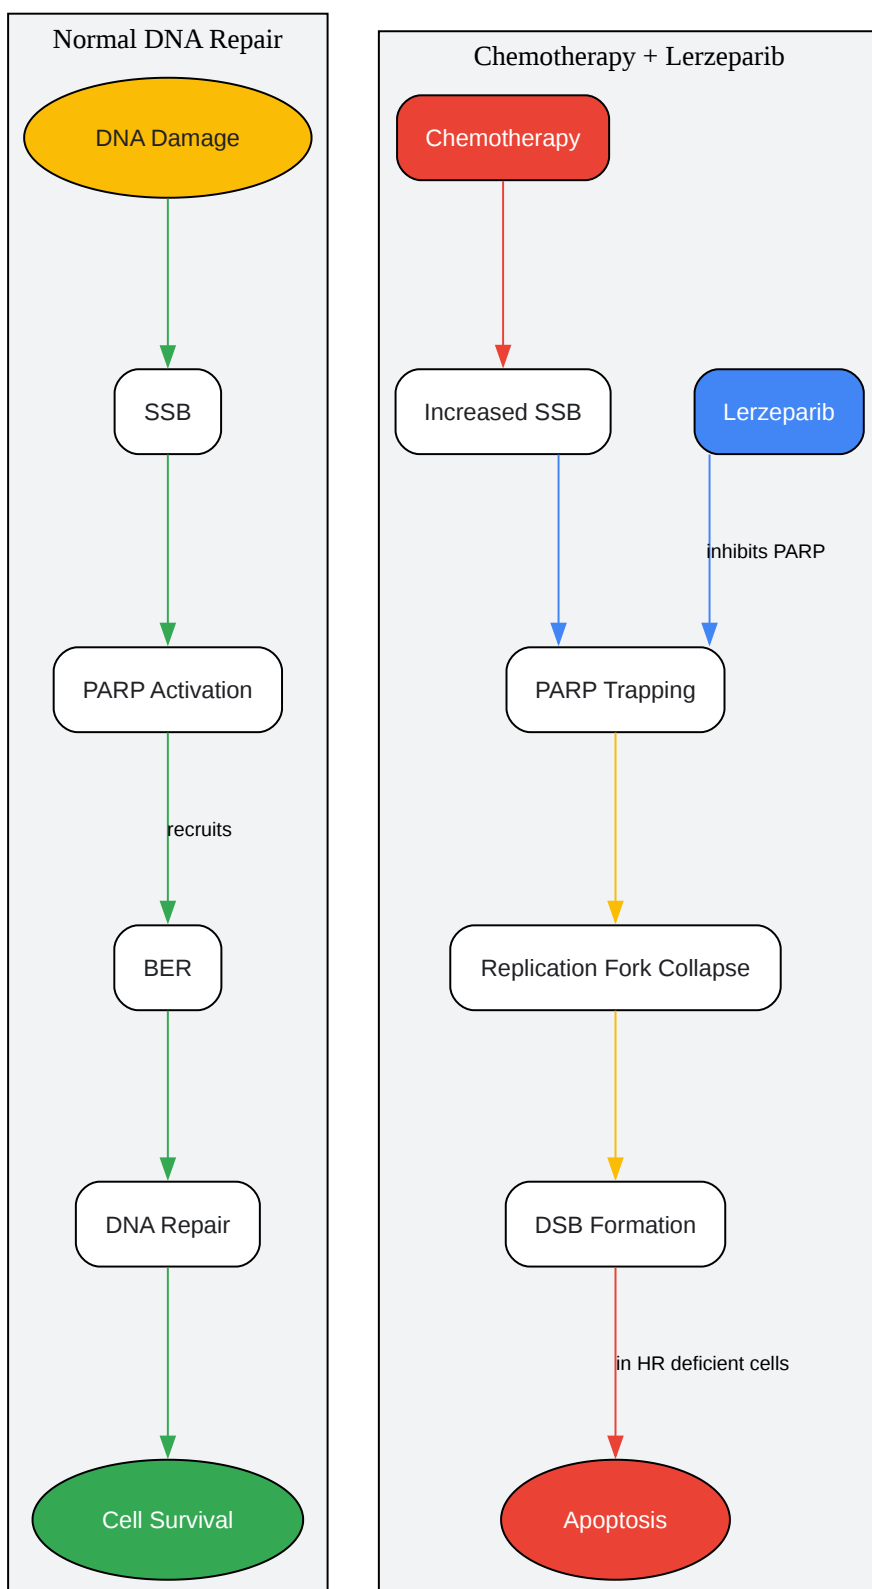 Normal DNA Repair
DNA Damage
SSB
PARP Activation
recruits
BER
DNA Repair
Cell Survival
Chemotherapy + Lerzeparib
Chemotherapy
Increased SSB
Lerzeparib
inhibits PARP
PARP Trapping
Replication Fork Collapse
DSB Formation
in HR deficient cells
Apoptosis